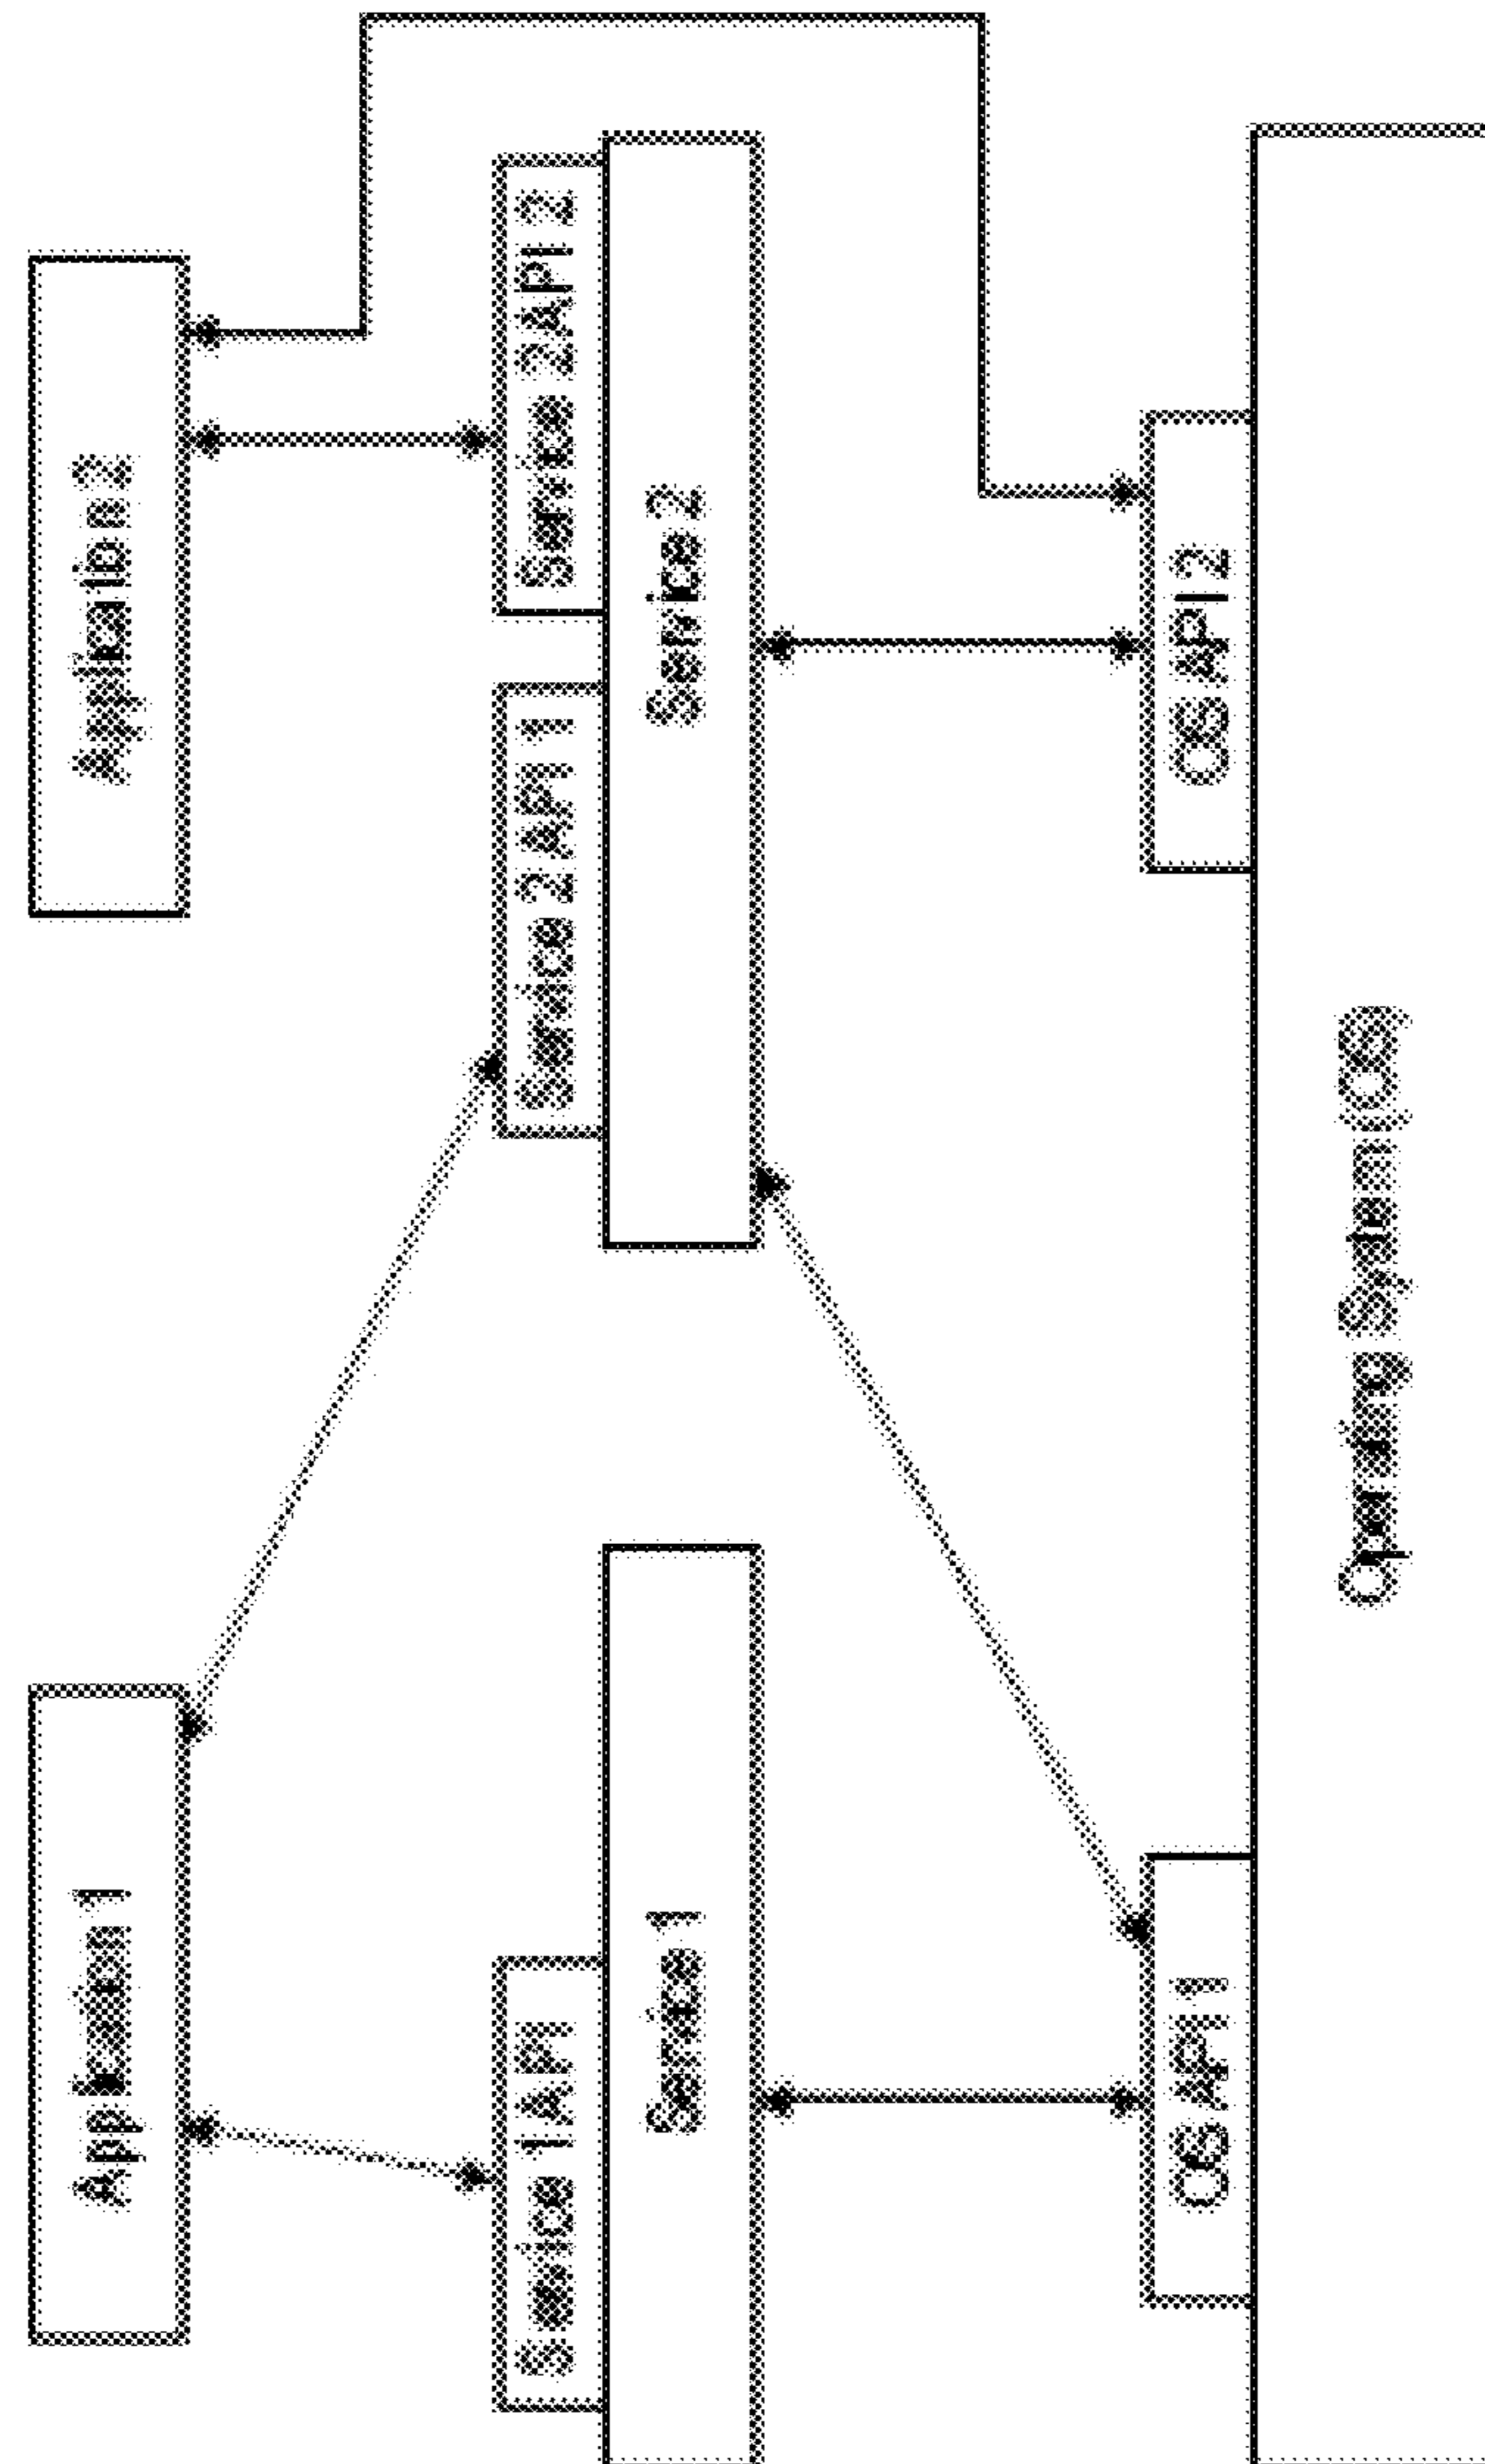 Application 1
Application 2
Service 1 API
Service 2 API 1
Service 2 API 2
Service 1
Service 2
OS API 1
OS API 2
Operating System (OS)